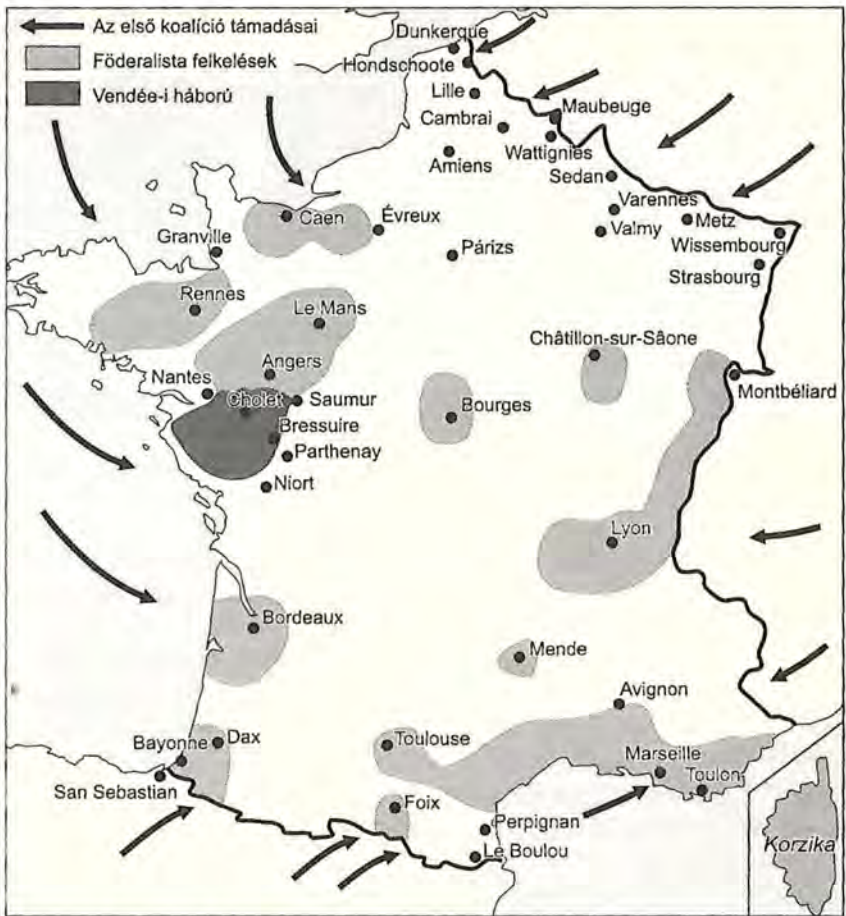 Az első koalíció támadásai
Föderalista felkelések
Vendée-i háború
Dunkerque
Hondschoote
Lille
Maubeuge
Cambrai
Wattignies
Amiens
Sedan
Varennes
Caen
Évreux
Metz
Valmy
Granville
Wissembourg
Párizs
Strasbourg
Rennes
Le Mans
Châtillon-sur-Sâone
Angers
Nantes
Montbéliard
Cholet
Saumur
Bourges
Bressuire
Parthenay
Niort
Lyon
Bordeaux
Mende
Avignon
Bayonne
Dax
Toulouse
Marseille
San Sebastian
Toulon
Foix
Perpignan
Le Boulou
Korzika